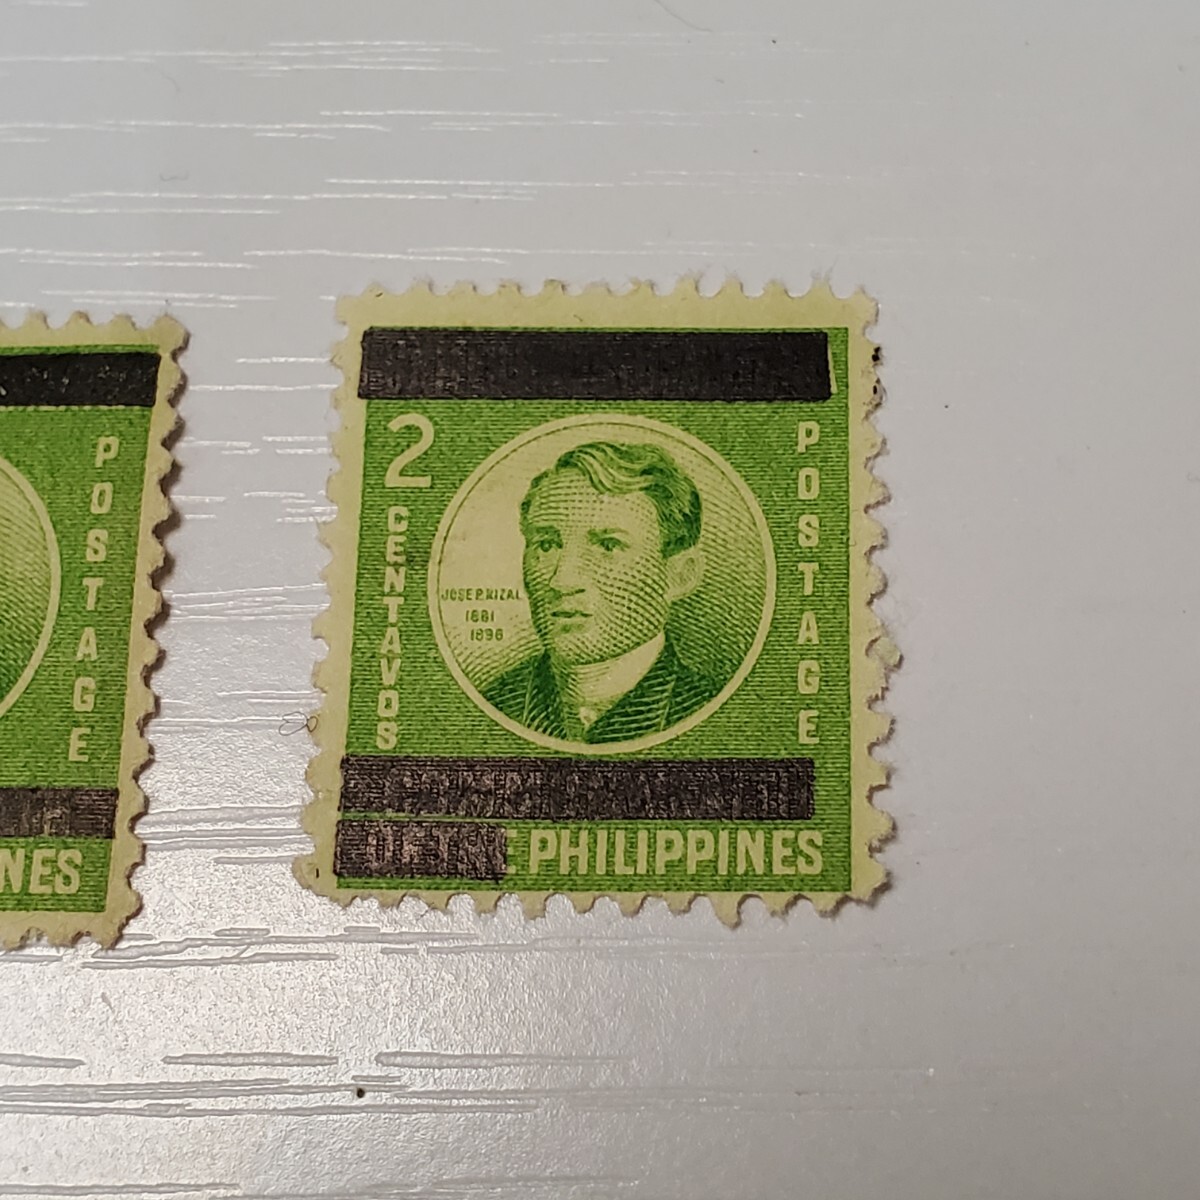 POSTAGE
NES
2
CENTAVOS
JOSE P. RIZAL
1861
1896
POSTAGE
PHILIPPINES